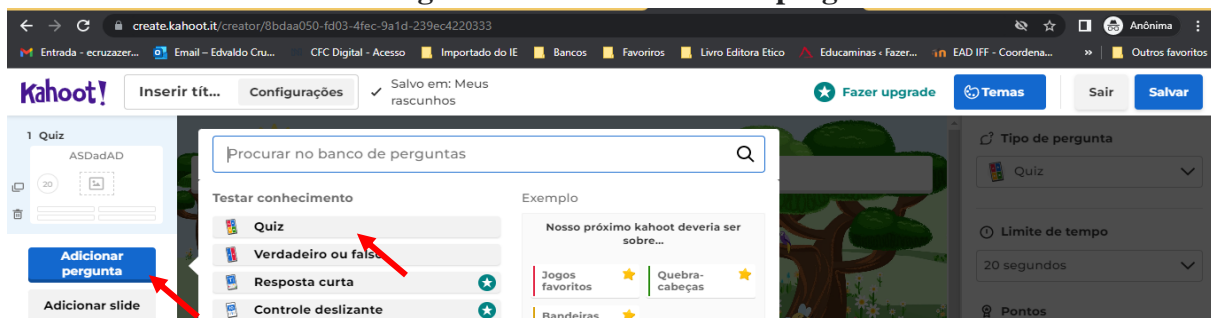 create.kahoot.it/creator/8bdaa050-fd03-4fec-9a1d-239ec4220333
Anônima
Entrada - ecruzazer...
Email – Edvaldo Cru...
CFC Digital - Acesso
Importado do IE
Bancos
Favoriros
Livro Editora Etico
Educaminas ‹ Fazer...
EAD IFF - Coordena...
»
Outros favoritos
Kahoot!
Inserir tít...
Configurações
Salvo em: Meus
rascunhos
Fazer upgrade
Temas
Sair
Salvar
1 Quiz
ASDadAD
20
Adicionar
pergunta
Adicionar slide
Procurar no banco de perguntas
Testar conhecimento
Quiz
Verdadeiro ou falso
Resposta curta
Controle deslizante
Exemplo
Nosso próximo kahoot deveria ser
sobre...
Jogos
favoritos
Quebra-
cabeças
Bandeiras
Tipo de pergunta
Quiz
Limite de tempo
20 segundos
Pontos